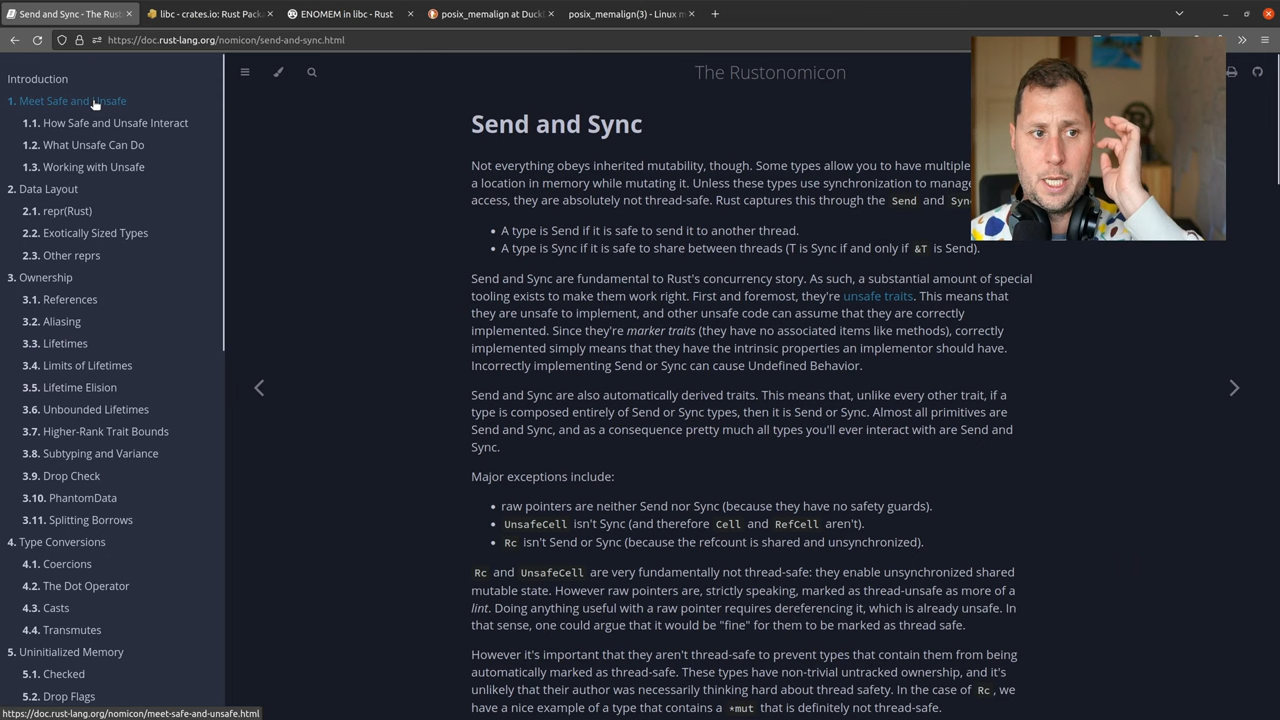 Send and Sync - The Rust
libc - crates.io: Rust Pack
ENOMEM in libc - Rust
posix_memalign at Duck
posix_memalign(3) - Linux m
https://doc.rust-lang.org/nomicon/send-and-sync.html
Introduction
1. Meet Safe and Unsafe
1.1. How Safe and Unsafe Interact
1.2. What Unsafe Can Do
1.3. Working with Unsafe
2. Data Layout
2.1. repr(Rust)
2.2. Exotically Sized Types
2.3. Other reprs
3. Ownership
3.1. References
3.2. Aliasing
3.3. Lifetimes
3.4. Limits of Lifetimes
3.5. Lifetime Elision
3.6. Unbounded Lifetimes
3.7. Higher-Rank Trait Bounds
3.8. Subtyping and Variance
3.9. Drop Check
3.10. PhantomData
3.11. Splitting Borrows
4. Type Conversions
4.1. Coercions
4.2. The Dot Operator
4.3. Casts
4.4. Transmutes
5. Uninitialized Memory
5.1. Checked
5.2. Drop Flags
https://doc.rust-lang.org/nomicon/meet-safe-and-unsafe.html
The Rustonomicon
Send and Sync
Not everything obeys inherited mutability, though. Some types allow you to have multiple
a location in memory while mutating it. Unless these types use synchronization to manage
access, they are absolutely not thread-safe. Rust captures this through the Send and Sync
• A type is Send if it is safe to send it to another thread.
• A type is Sync if it is safe to share between threads (T is Sync if and only if &T is Send).
Send and Sync are fundamental to Rust's concurrency story. As such, a substantial amount of special
tooling exists to make them work right. First and foremost, they're unsafe traits. This means that
they are unsafe to implement, and other unsafe code can assume that they are correctly
implemented. Since they're marker traits (they have no associated items like methods), correctly
implemented simply means that they have the intrinsic properties an implementor should have.
Incorrectly implementing Send or Sync can cause Undefined Behavior.
Send and Sync are also automatically derived traits. This means that, unlike every other trait, if a
type is composed entirely of Send or Sync types, then it is Send or Sync. Almost all primitives are
Send and Sync, and as a consequence pretty much all types you'll ever interact with are Send and
Sync.
Major exceptions include:
• raw pointers are neither Send nor Sync (because they have no safety guards).
• UnsafeCell isn't Sync (and therefore Cell and RefCell aren't).
• Rc isn't Send or Sync (because the refcount is shared and unsynchronized).
Rc and UnsafeCell are very fundamentally not thread-safe: they enable unsynchronized shared
mutable state. However raw pointers are, strictly speaking, marked as thread-unsafe as more of a
lint. Doing anything useful with a raw pointer requires dereferencing it, which is already unsafe. In
that sense, one could argue that it would be "fine" for them to be marked as thread safe.
However it's important that they aren't thread-safe to prevent types that contain them from being
automatically marked as thread-safe. These types have non-trivial untracked ownership, and it's
unlikely that their author was necessarily thinking hard about thread safety. In the case of Rc, we
have a nice example of a type that contains a *mut that is definitely not thread-safe.